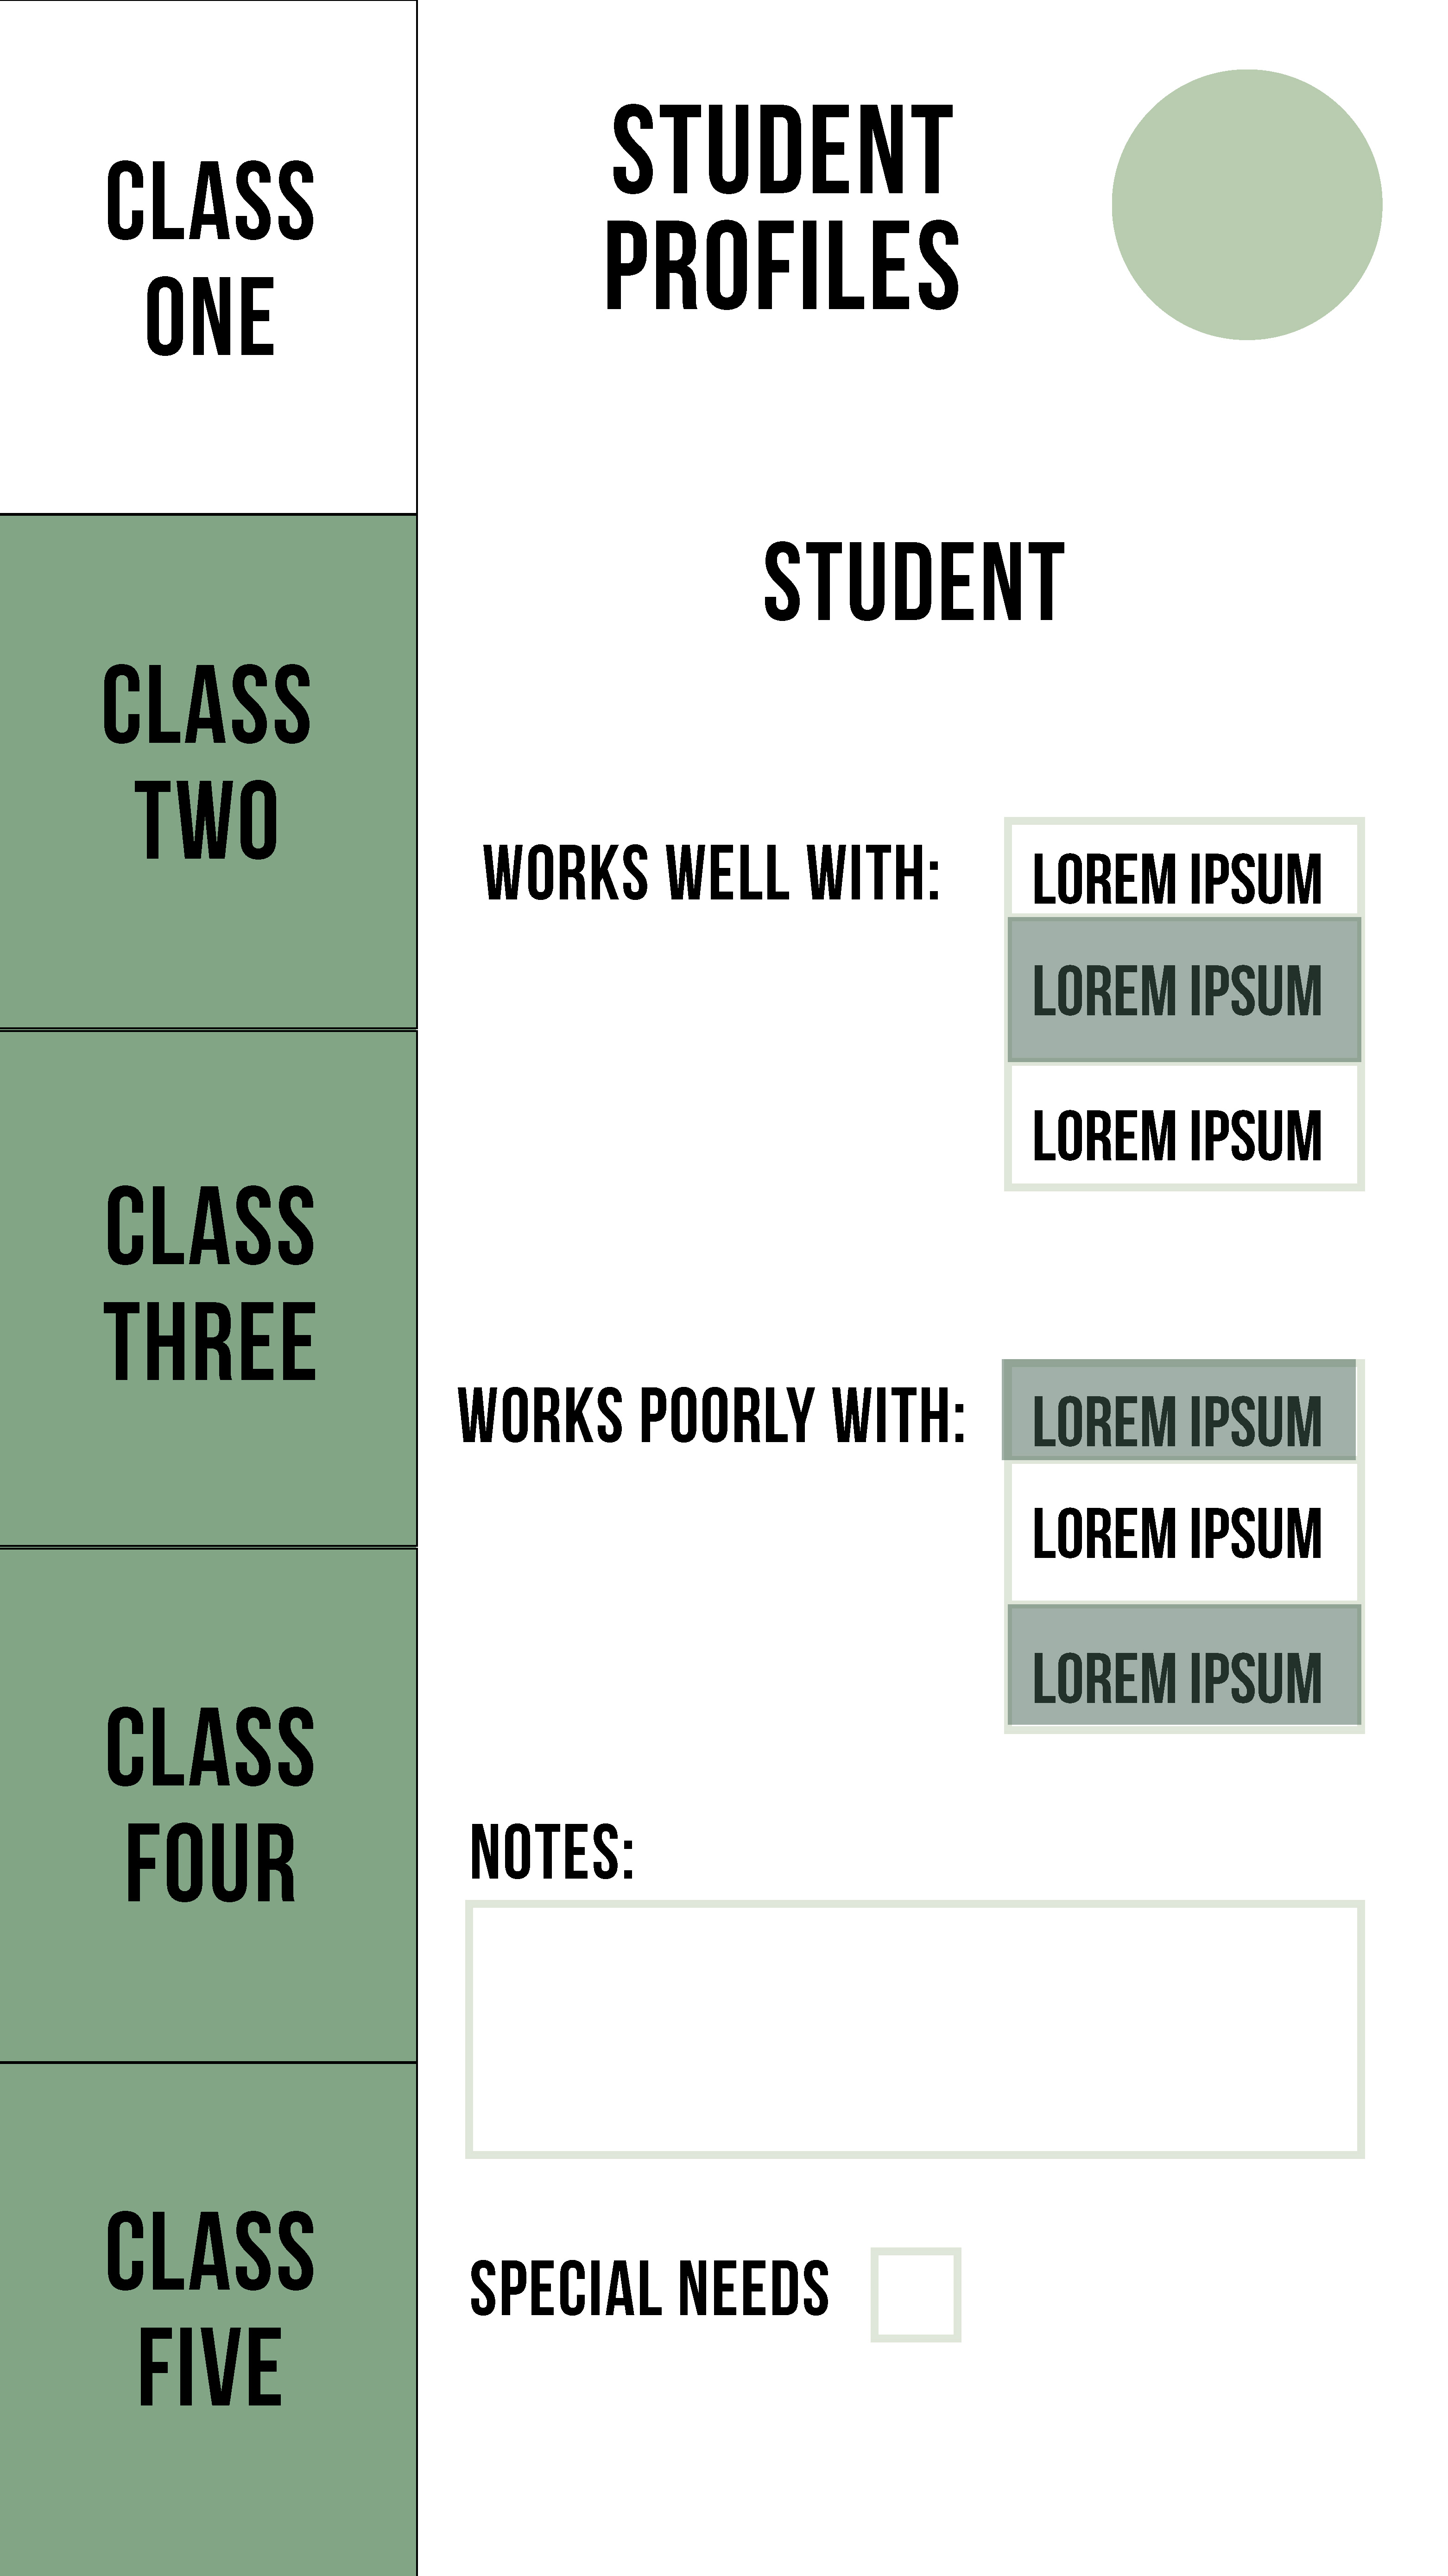 CLASS
ONE
CLASS
TWO
CLASS
THREE
CLASS
FOUR
CLASS
FIVE
STUDENT
PROFILES
STUDENT
WORKS WELL WITH:
LOREM IPSUM
LOREM IPSUM
LOREM IPSUM
WORKS POORLY WITH:
LOREM IPSUM
LOREM IPSUM
LOREM IPSUM
NOTES:
SPECIAL NEEDS